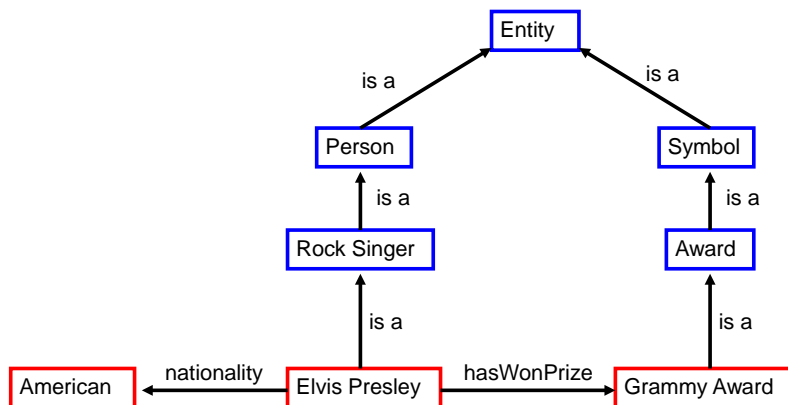 Entity
is a
is a
Person
Symbol
is a
is a
Rock Singer
Award
is a
is a
nationality
hasWonPrize
American
Elvis Presley
Grammy Award